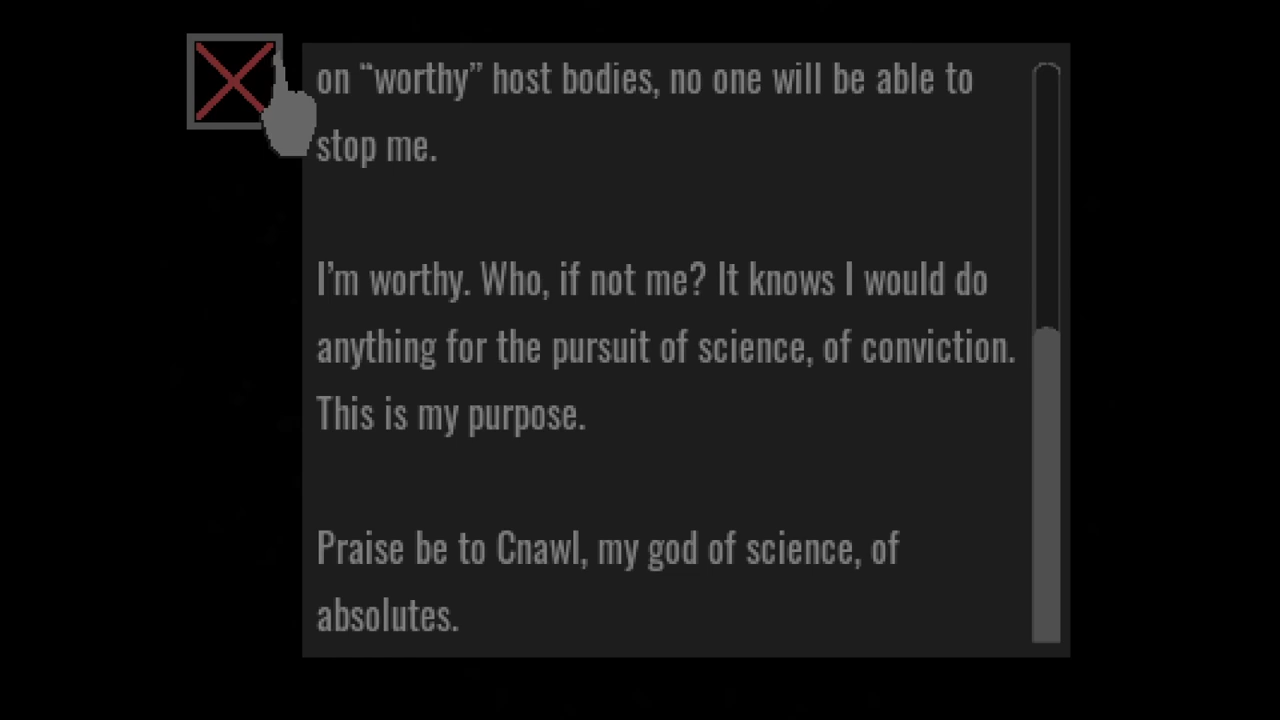 on “worthy” host bodies, no one will be able to
stop me.
I’m worthy. Who, if not me? It knows I would do
anything for the pursuit of science, of conviction.
This is my purpose.
Praise be to Cnawl, my god of science, of
absolutes.